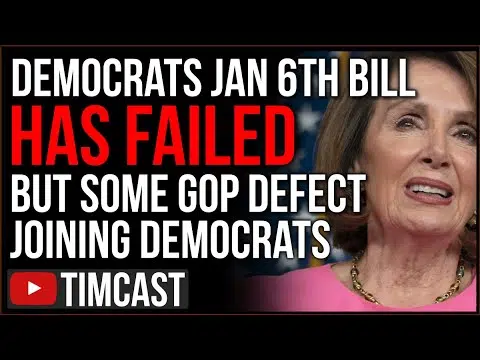 DEMOCRATS JAN 6TH BILL
HAS FAILED
BUT SOME GOP DEFECT
JOINING DEMOCRATS
TIMCAST